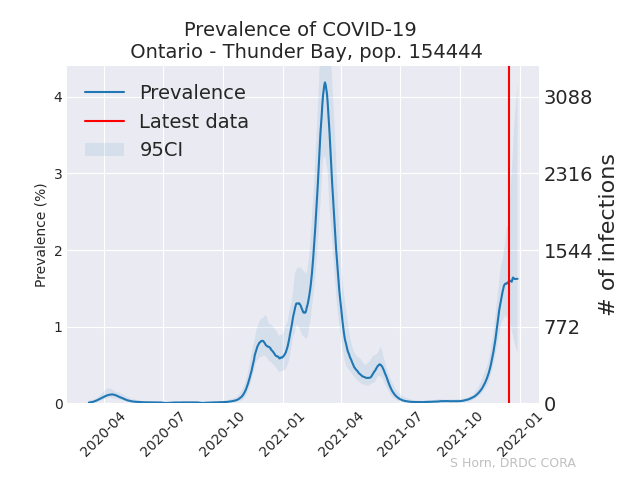 Prevalence of COVID-19
Ontario - Thunder Bay, pop. 154444
Prevalence
Latest data
95CI
Prevalence (%)
4
3
2
1
0
3088
2316
1544
772
0
# of infections
2020-04
2020-07
2020-10
2021-01
2021-04
2021-07
2021-10
2022-01
S Horn, DRDC CORA